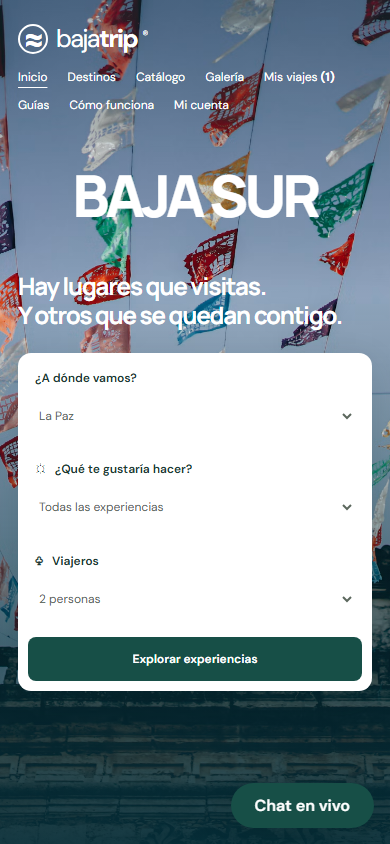 bajatrip ®
Inicio Destinos Catálogo Galería Mis viajes (1)
Guías Cómo funciona Mi cuenta
BAJA SUR
Hay lugares que visitas.
Y otros que se quedan contigo.
¿A dónde vamos?
La Paz
¿Qué te gustaría hacer?
Todas las experiencias
Viajeros
2 personas
Explorar experiencias
Chat en vivo